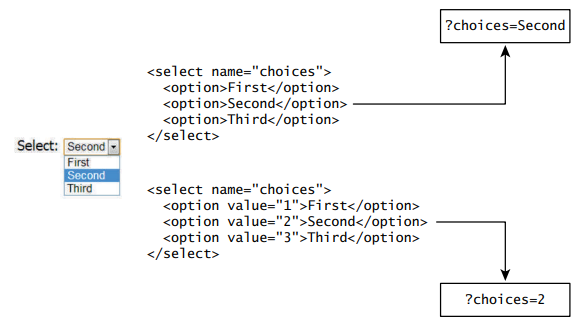 ?choices=Second
<select name="choices">
<option>First</option>
<option>Second</option>
<option>Third</option>
</select>
Select: Second
First
Second
Third
<select name="choices">
<option value="1">First</option>
<option value="2">Second</option>
<option value="3">Third</option>
</select>
?choices=2